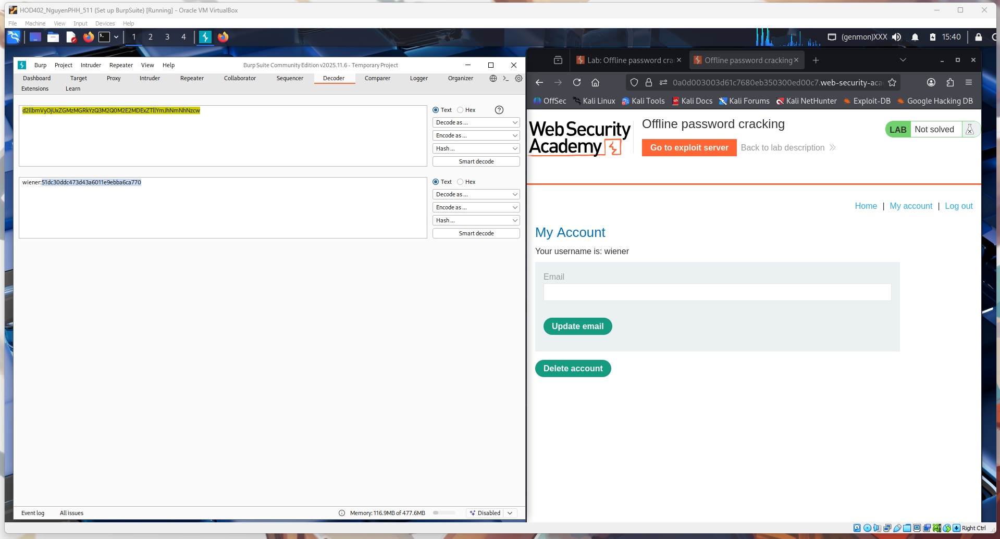 HOD402_NguyenPHH_511 (Set up BurpSuite) [Running] - Oracle VM VirtualBox
File Machine View Input Devices Help
1 2 3 4
(genmon)XXX 15:40
Burp Project Intruder Repeater View Help
Burp Suite Community Edition v2025.11.6 - Temporary Project
Dashboard Target Proxy Intruder Repeater Collaborator Sequencer Decoder Comparer Logger Organizer
Extensions Learn
d2llbmVyOjUxZGMzMGRkYzQ3M2Q0M2E2MDExZTllYmJhNmNhNzcw
Text Hex
Decode as ...
Encode as ...
Hash ...
Smart decode
wiener:51dc30ddc473d43a6011e9ebba6ca770
Text Hex
Decode as ...
Encode as ...
Hash ...
Smart decode
Event log All issues
Memory: 116.9MB of 477.6MB
Disabled
Lab: Offline password cra
Offline password cracking
0a0d003003d61c7680eb350300ed00c7.web-security-aca
OffSec Kali Linux Kali Tools Kali Docs Kali Forums Kali NetHunter Exploit-DB Google Hacking DB
Web Security
Academy
Offline password cracking
Go to exploit server
Back to lab description
LAB Not solved
Home | My account | Log out
My Account
Your username is: wiener
Email
Update email
Delete account
Right Ctrl